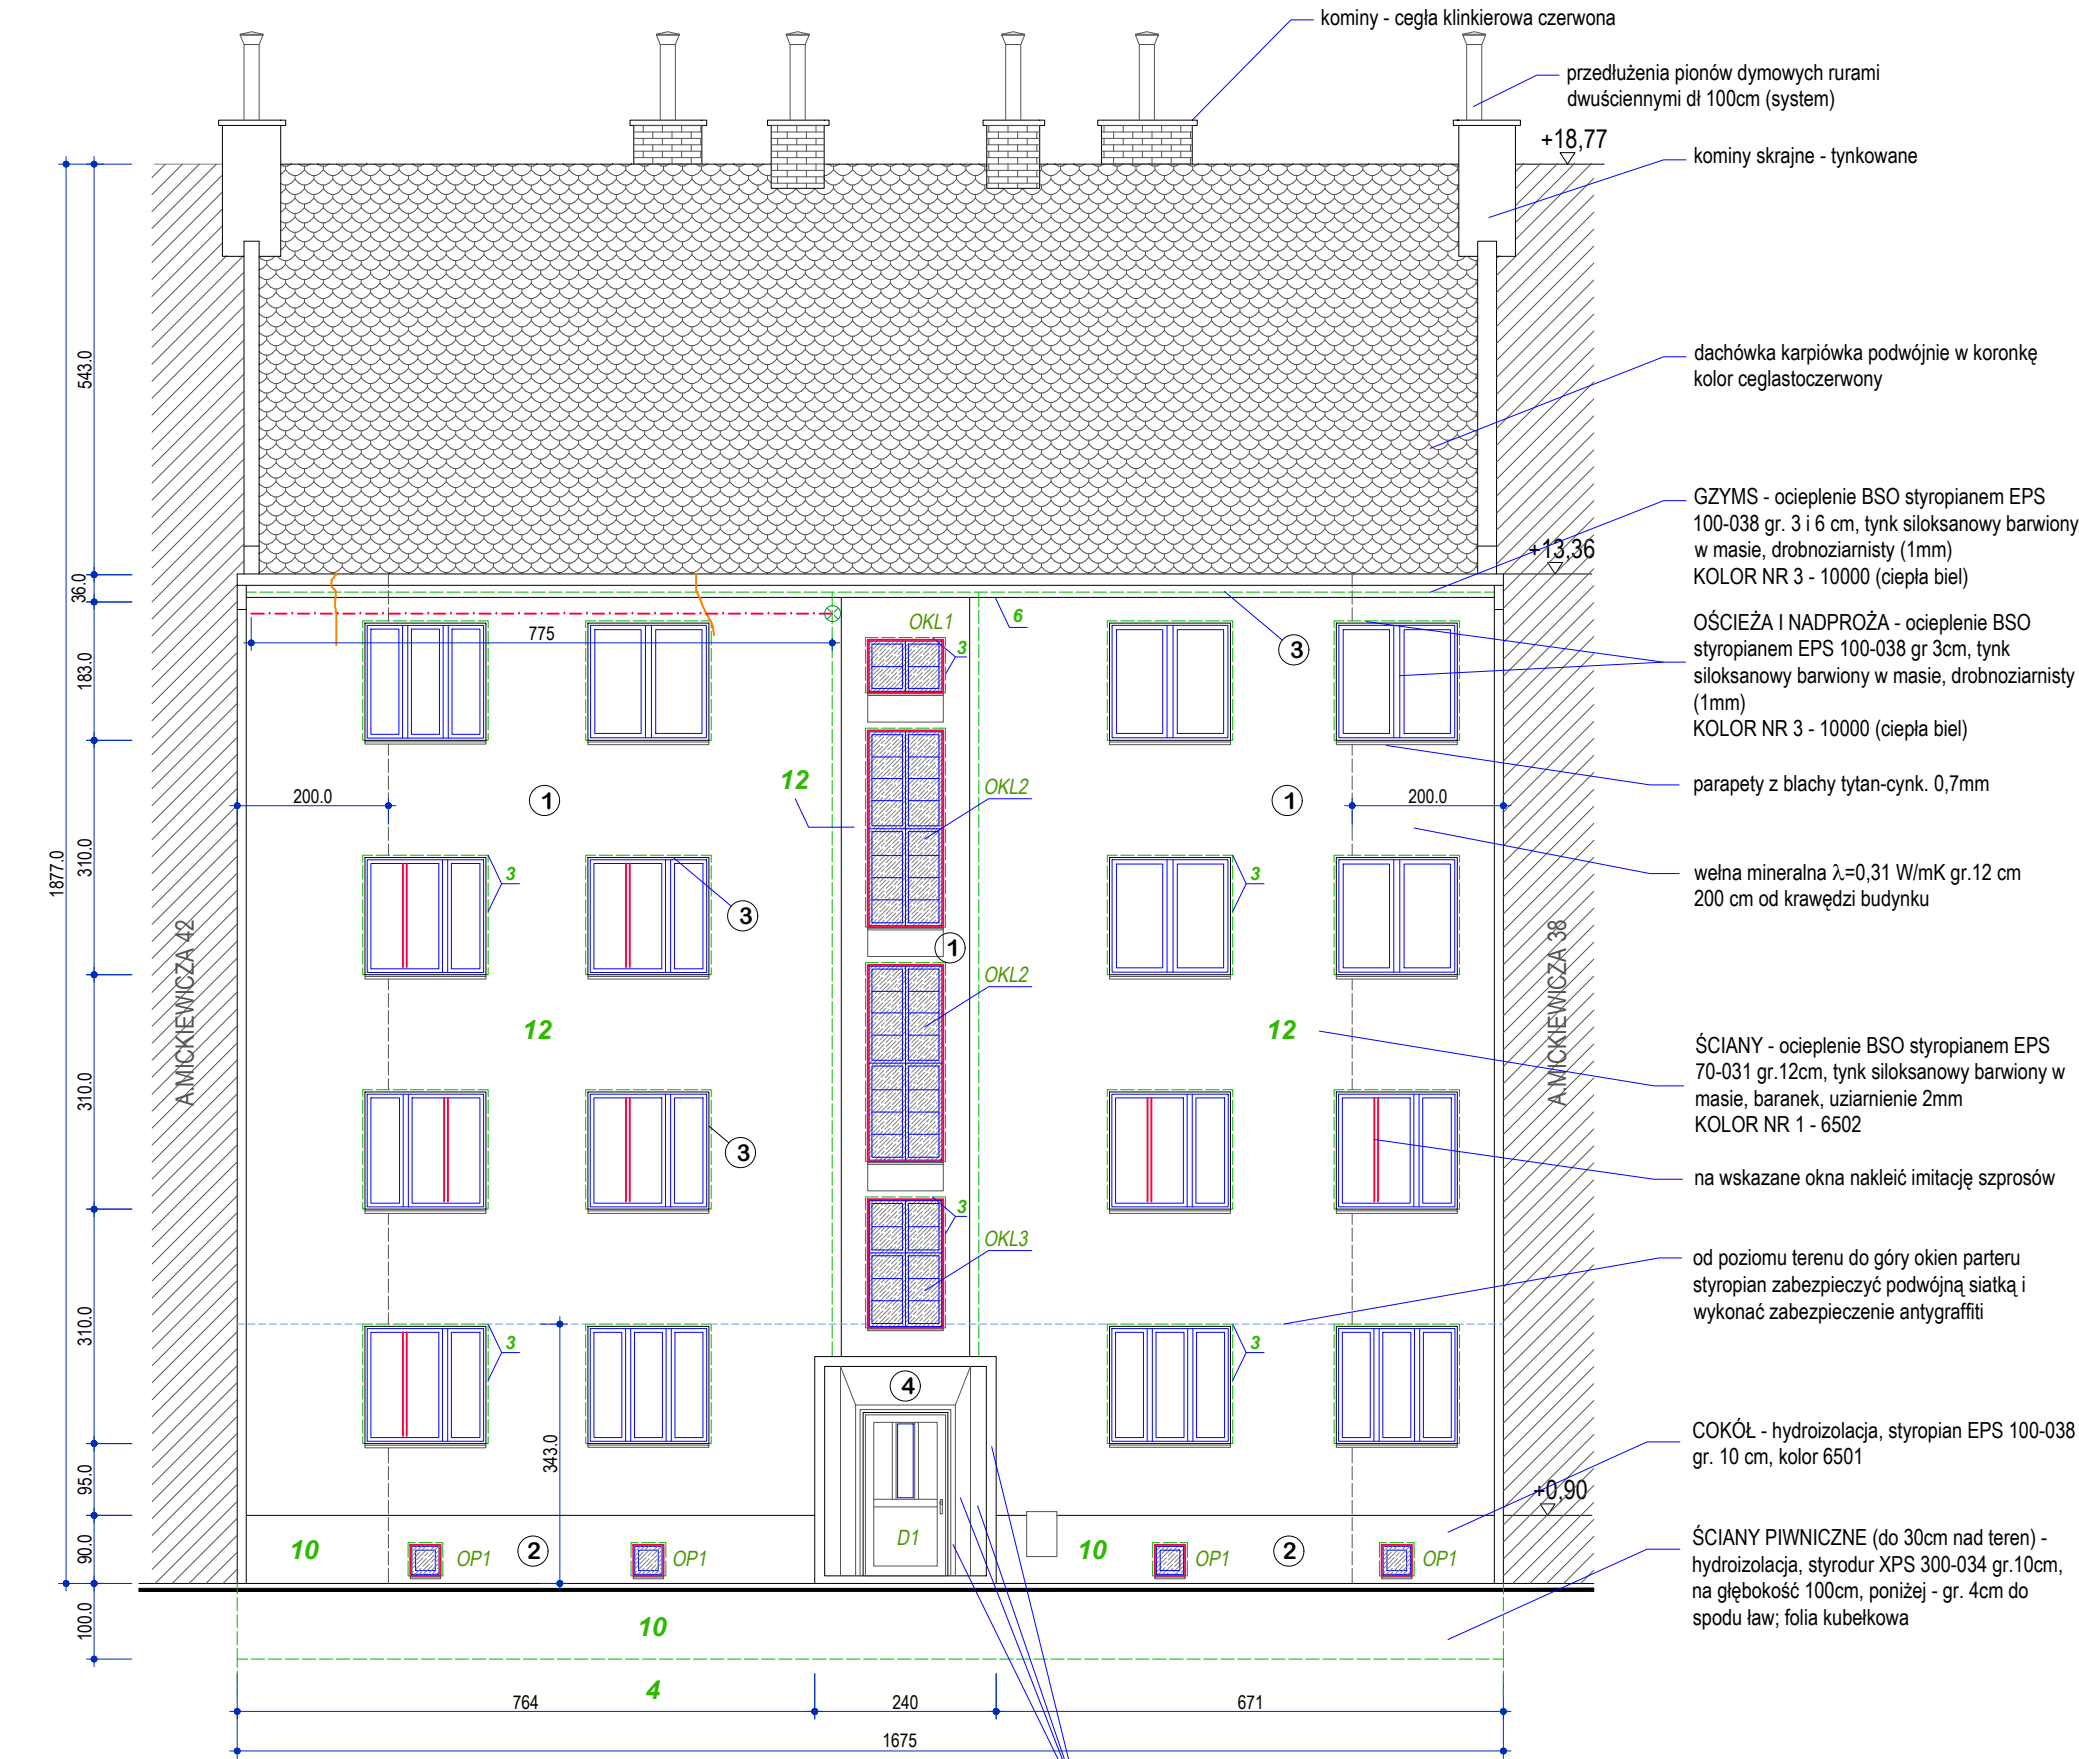 kominy - cegła klinkierowa czerwona
przedłużenia pionów dymowych rurami
dwuściennymi dł 100cm (system)
+18,77
kominy skrajne - tynkowane
dachówka karpiówka podwójnie w koronkę
kolor ceglastoczerwony
GZYMS - ocieplenie BSO styropianem EPS
100-038 gr. 3 i 6 cm, tynk siloksanowy barwiony
w masie, drobnoziarnisty (1mm)
KOLOR NR 3 - 10000 (ciepła biel)
+13,36
OŚCIEŻA I NADPROŻA - ocieplenie BSO
styropianem EPS 100-038 gr 3cm, tynk
siloksanowy barwiony w masie, drobnoziarnisty
(1mm)
KOLOR NR 3 - 10000 (ciepła biel)
parapety z blachy tytan-cynk. 0,7mm
wełna mineralna λ=0,31 W/mK gr.12 cm
200 cm od krawędzi budynku
ŚCIANY - ocieplenie BSO styropianem EPS
70-031 gr.12cm, tynk siloksanowy barwiony w
masie, baranek, uziarnienie 2mm
KOLOR NR 1 - 6502
na wskazane okna nakleić imitację szprosów
od poziomu terenu do góry okien parteru
styropian zabezpieczyć podwójną siatką i
wykonać zabezpieczenie antygraffiti
COKÓŁ - hydroizolacja, styropian EPS 100-038
gr. 10 cm, kolor 6501
+0,90
ŚCIANY PIWNICZNE (do 30cm nad teren) -
hydroizolacja, styrodur XPS 300-034 gr.10cm,
na głębokość 100cm, poniżej - gr. 4cm do
spodu ław; folia kubełkowa
1877.0
543.0
36.0
183.0
310.0
310.0
310.0
95.0
90.0
100.0
A.MICKIEWICZA 42
A.MICKIEWICZA 38
775
OKL1
3
6
3
200.0
1
12
OKL2
1
200.0
3
3
3
1
OKL2
12
12
3
3
OKL3
3
3
343.0
4
D1
10
OP1
2
OP1
10
OP1
2
OP1
10
4
764
240
671
1675